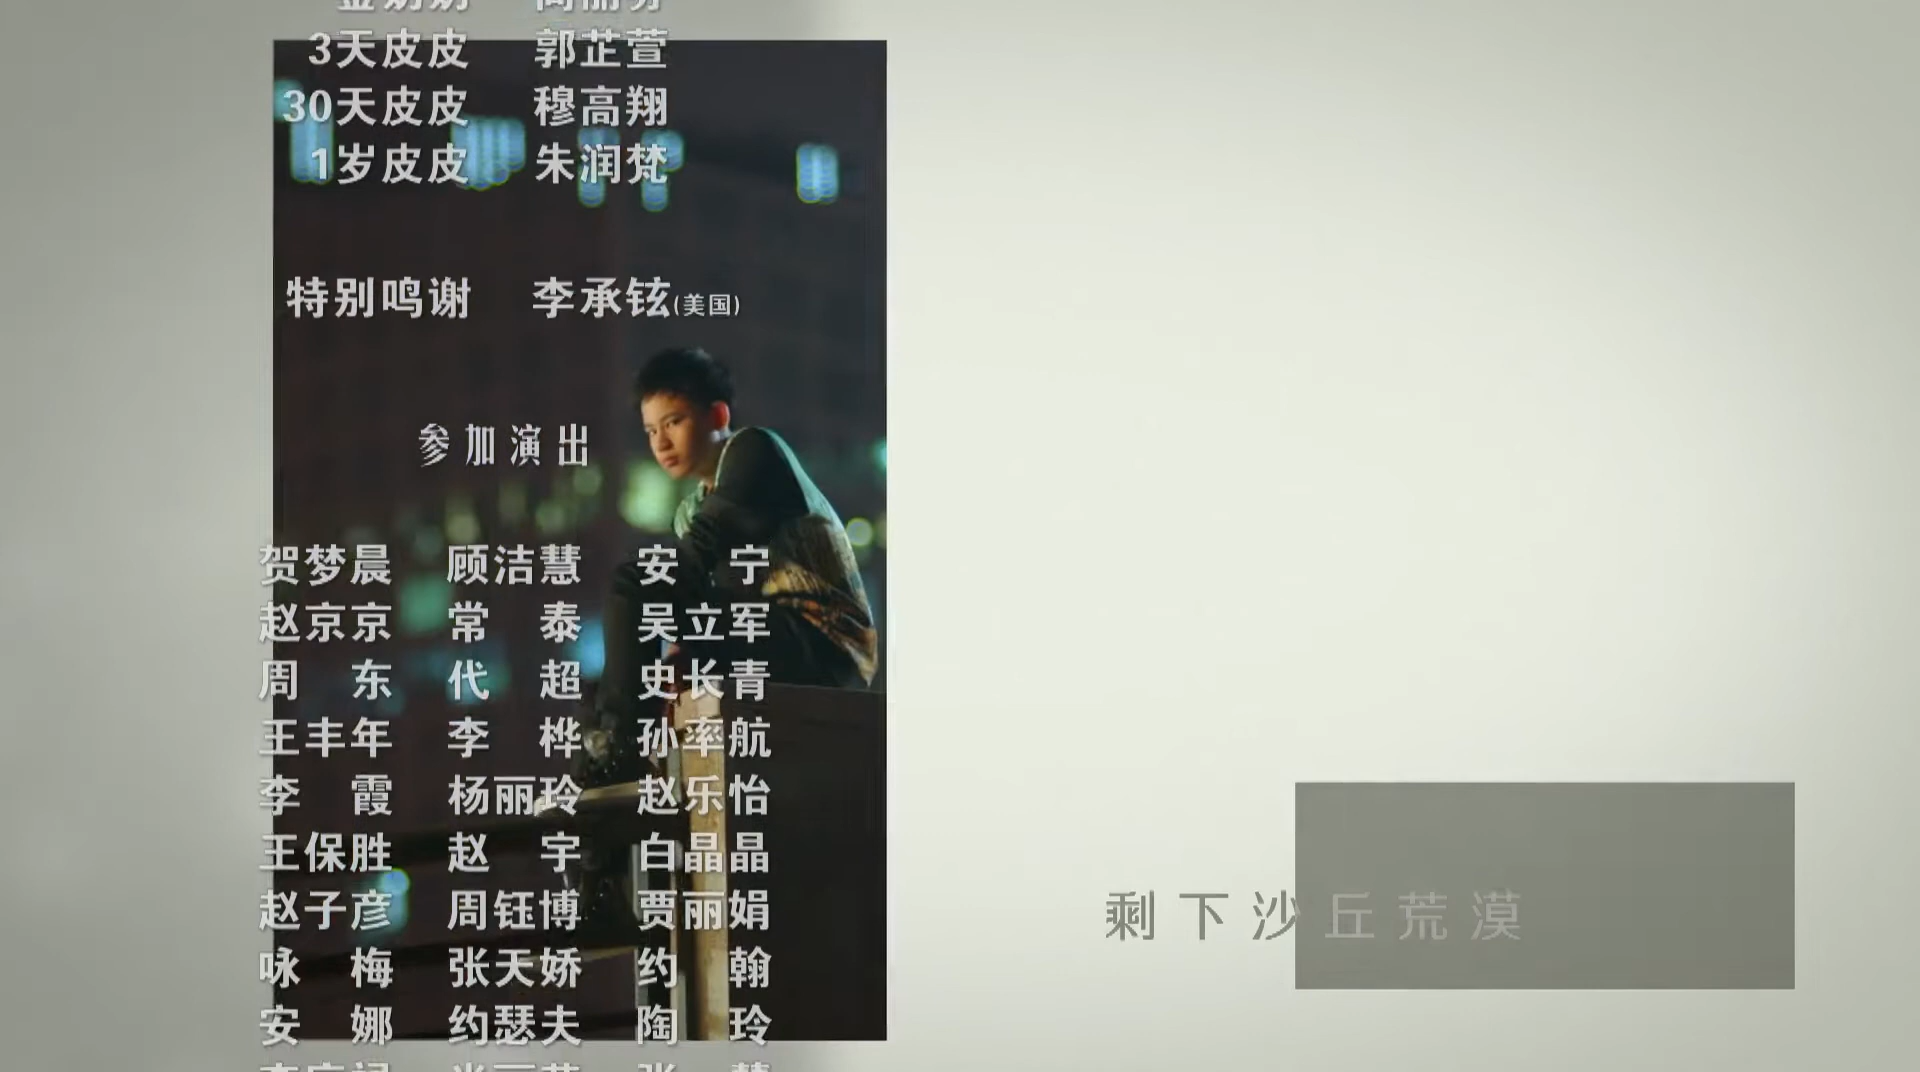 3天皮皮 郭芷萱
30天皮皮 穆高翔
1岁皮皮 朱润梵
特别鸣谢 李承铉(美国)
参加演出
贺梦晨 顾洁慧 安 宁
赵京京 常 泰 吴立军
周 东 代 超 史长青
王丰年 李 桦 孙率航
李 霞 杨丽玲 赵乐怡
王保胜 赵 宇 白晶晶
赵子彦 周钰博 贾丽娟
咏 梅 张天娇 约 翰
安 娜 约瑟夫 陶 玲
剩下沙丘荒漠